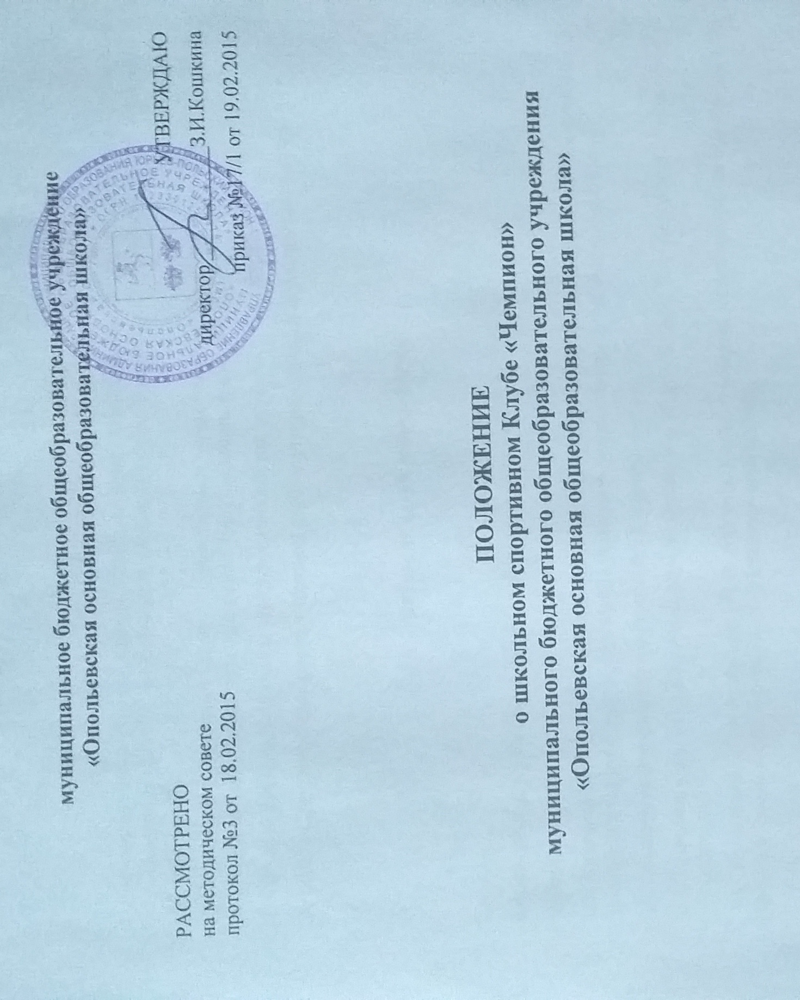 муниципальное бюджетное общеобразовательное учреждение
«Опольевская основная общеобразовательная школа»
РАССМОТРЕНО
на методическом совете
протокол №3 от 18.02.2015
УТВЕРЖДАЮ
директор З.И.Кошкина
приказ №17/1 от 19.02.2015
ПОЛОЖЕНИЕ
о школьном спортивном Клубе «Чемпион»
муниципального бюджетного общеобразовательного учреждения
«Опольевская основная общеобразовательная школа»